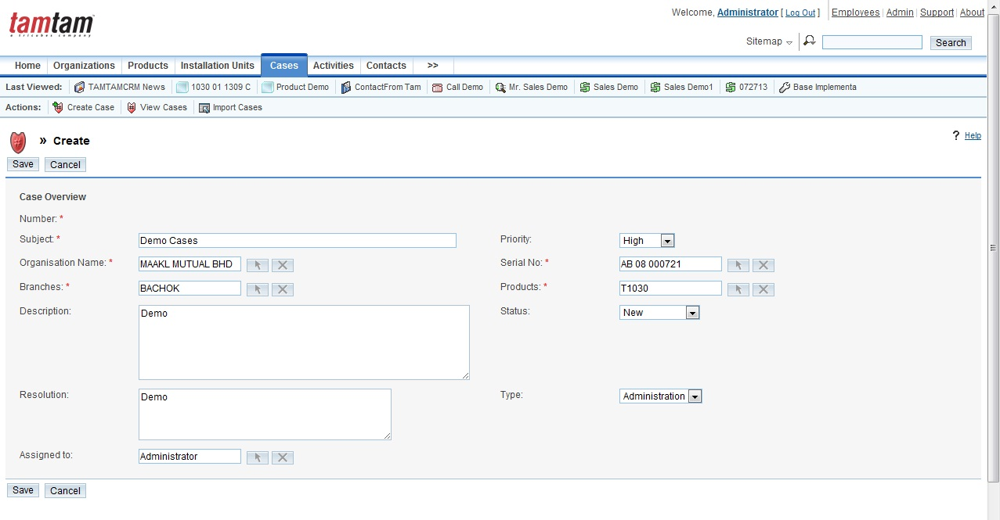 Welcome, Administrator [ Log Out ] Employees | Admin | Support | About
tamtam
a tricubes company
Sitemap Search
Home Organizations Products Installation Units Cases Activities Contacts >>
Last Viewed: TAMTAMCRM News 1030 01 1309 C Product Demo ContactFrom Tam Call Demo Mr. Sales Demo Sales Demo Sales Demo1 072713 Base Implementa
Actions: Create Case View Cases Import Cases
» Create ? Help
Save Cancel
Case Overview
Number: *
Subject: * Demo Cases Priority: High
Organisation Name: * MAAKL MUTUAL BHD Serial No: * AB 08 000721
Branches: * BACHOK Products: * T1030
Description: Demo Status: New
Resolution: Demo Type: Administration
Assigned to: Administrator
Save Cancel